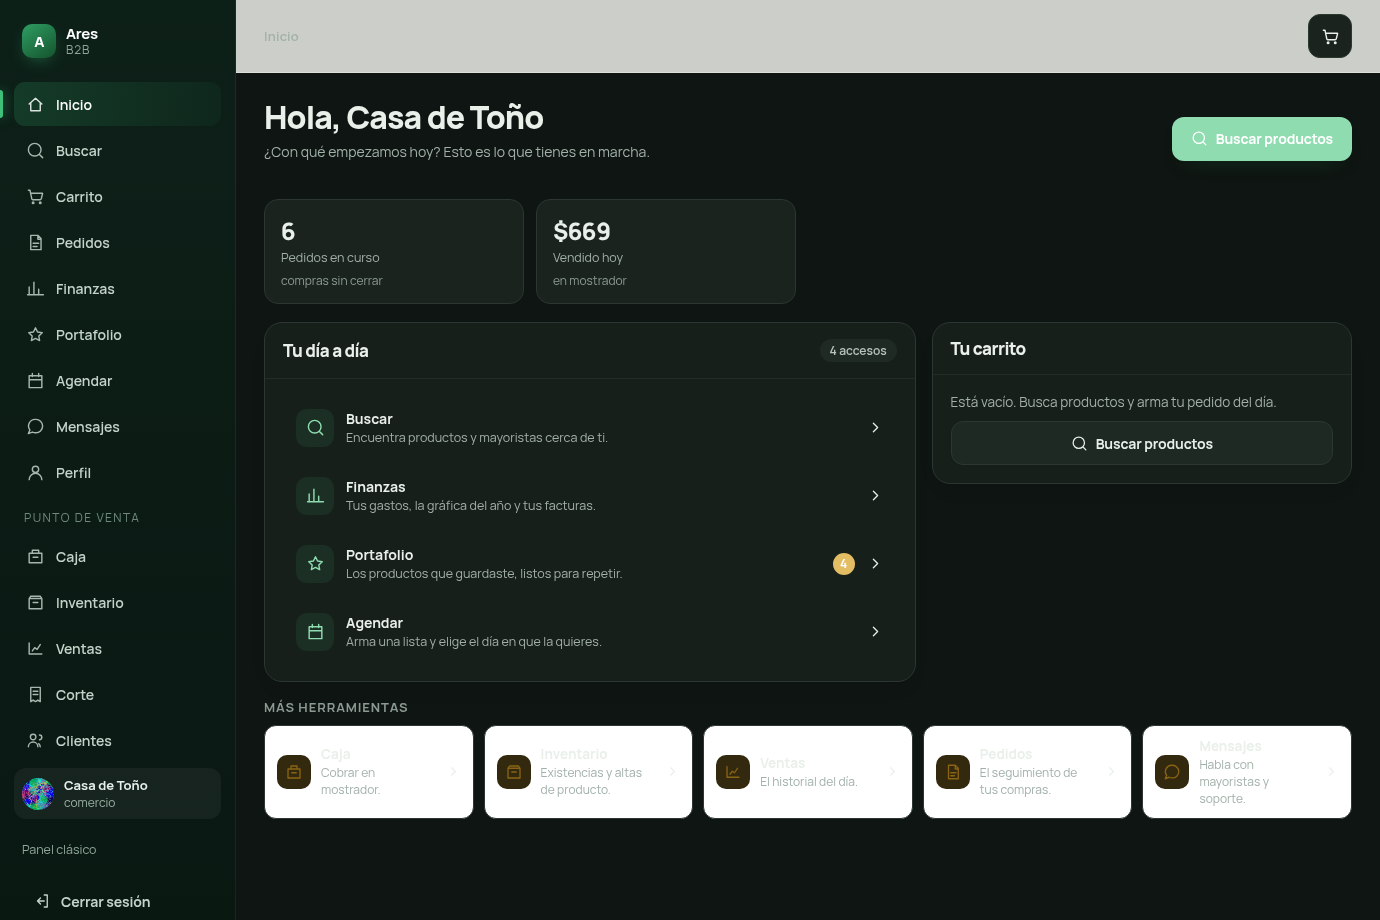 A
Ares
B2B
Inicio
Buscar
Carrito
Pedidos
Finanzas
Portafolio
Agendar
Mensajes
Perfil
PUNTO DE VENTA
Caja
Inventario
Ventas
Corte
Clientes
Casa de Toño
comercio
Panel clásico
Cerrar sesión
Inicio
Hola, Casa de Toño
¿Con qué empezamos hoy? Esto es lo que tienes en marcha.
Buscar productos
6
Pedidos en curso
compras sin cerrar
$669
Vendido hoy
en mostrador
Tu día a día
4 accesos
Buscar
Encuentra productos y mayoristas cerca de ti.
Finanzas
Tus gastos, la gráfica del año y tus facturas.
Portafolio
Los productos que guardaste, listos para repetir.
4
Agendar
Arma una lista y elige el día en que la quieres.
Tu carrito
Está vacío. Busca productos y arma tu pedido del día.
Buscar productos
MÁS HERRAMIENTAS
Caja
Cobrar en
mostrador.
Inventario
Existencias y altas
de producto.
Ventas
El historial del día.
Pedidos
El seguimiento de
tus compras.
Mensajes
Habla con
mayoristas y
soporte.